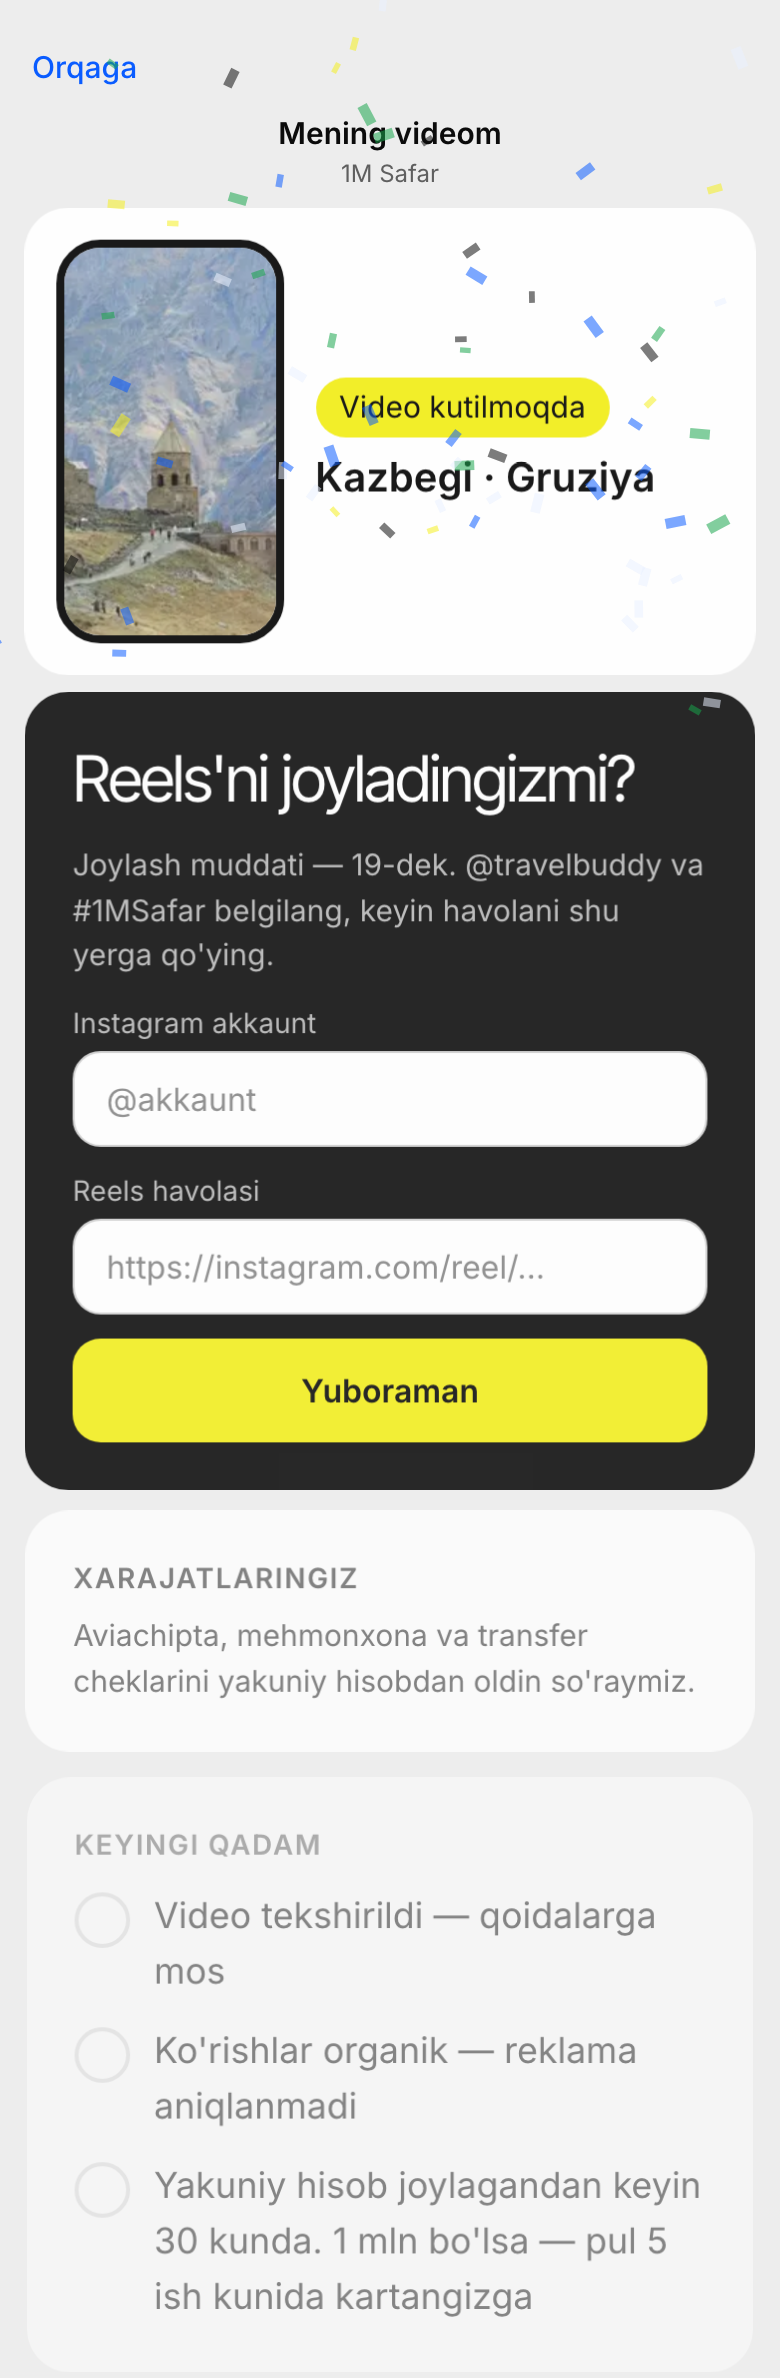 Orqaga
Mening videom
1M Safar
Video kutilmoqda
Kazbegi · Gruziya
Reels'ni joyladingizmi?
Joylash muddati — 19-dek. @travelbuddy va
#1MSafar belgilang, keyin havolani shu
yerga qo'ying.
Instagram akkaunt
@akkaunt
Reels havolasi
https://instagram.com/reel/...
Yuboraman
XARAJATLARINGIZ
Aviachipta, mehmonxona va transfer
cheklarini yakuniy hisobdan oldin so'raymiz.
KEYINGI QADAM
Video tekshirildi — qoidalarga
mos
Ko'rishlar organik — reklama
aniqlanmadi
Yakuniy hisob joylagandan keyin
30 kunda. 1 mln bo'lsa — pul 5
ish kunida kartangizga